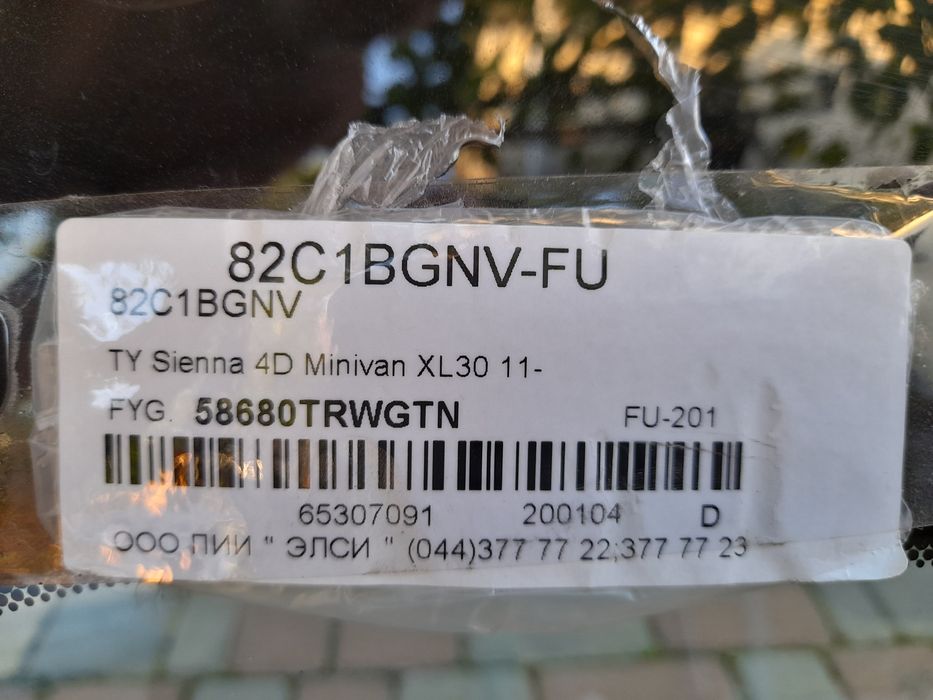 82C1BGNV-FU
82C1BGNV
TY Sienna 4D Minivan XL30 11-
FYG. 58680TRWGTN FU-201
65307091 200104 D
ООО ПИИ " ЭЛСИ " (044)377 77 22;377 77 23